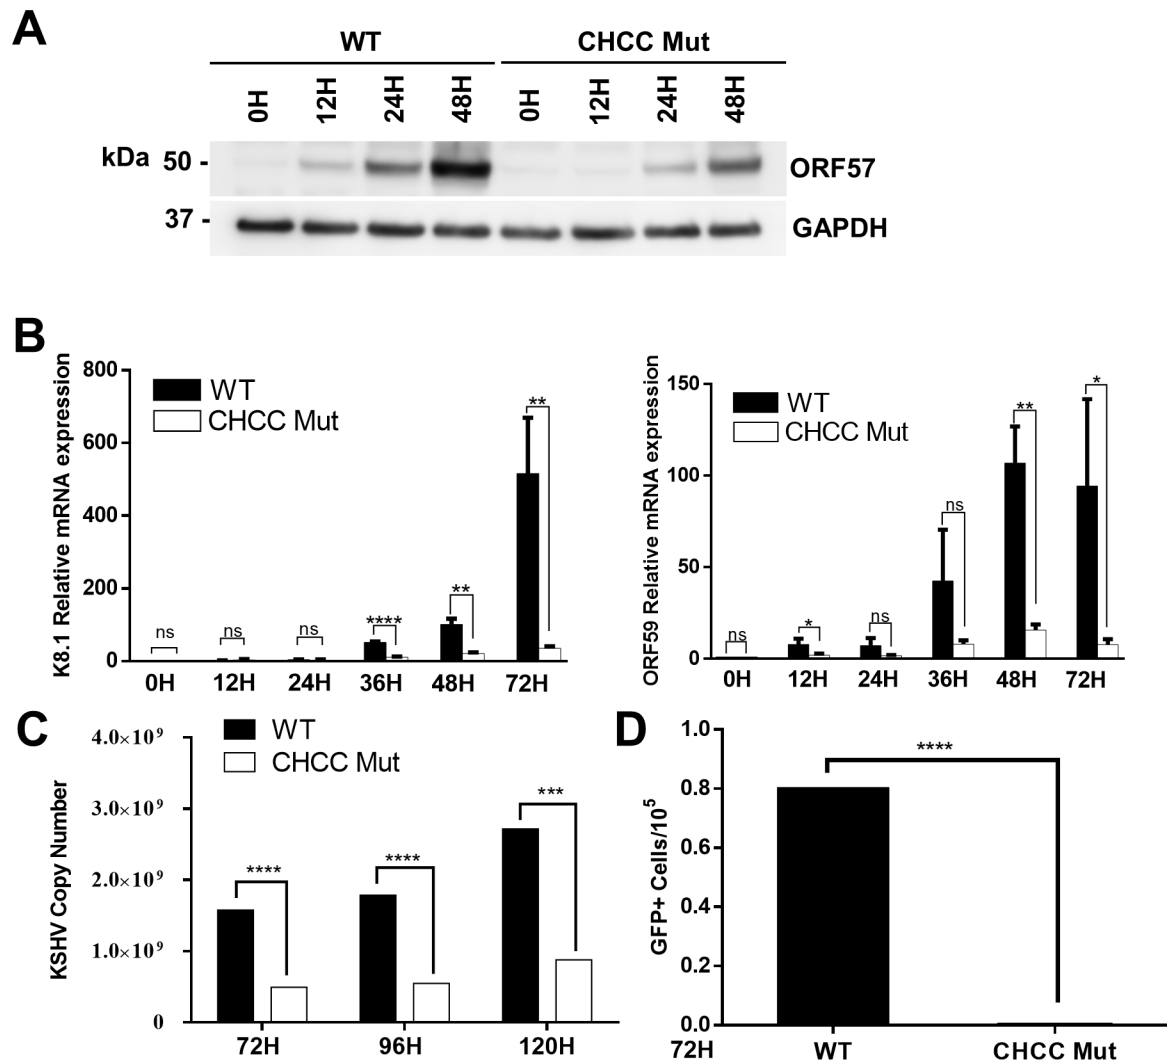 A
WT CHCC Mut
0H 12H 24H 48H 0H 12H 24H 48H
kDa 50 - ORF57
37 - GAPDH
B
K8.1 Relative mRNA expression
800
600
400
200
0
WT
CHCC Mut
ns ns ns **** ** **
0H 12H 24H 36H 48H 72H
ORF59 Relative mRNA expression
150
100
50
0
WT
CHCC Mut
ns * ns ns ** *
0H 12H 24H 36H 48H 72H
C
KSHV Copy Number
4.0×10⁹
3.0×10⁹
2.0×10⁹
1.0×10⁹
0
WT
CHCC Mut
**** **** ***
72H 96H 120H
D
GFP+ Cells/10⁵
1.0
0.8
0.6
0.4
0.2
0.0
****
72H WT CHCC Mut